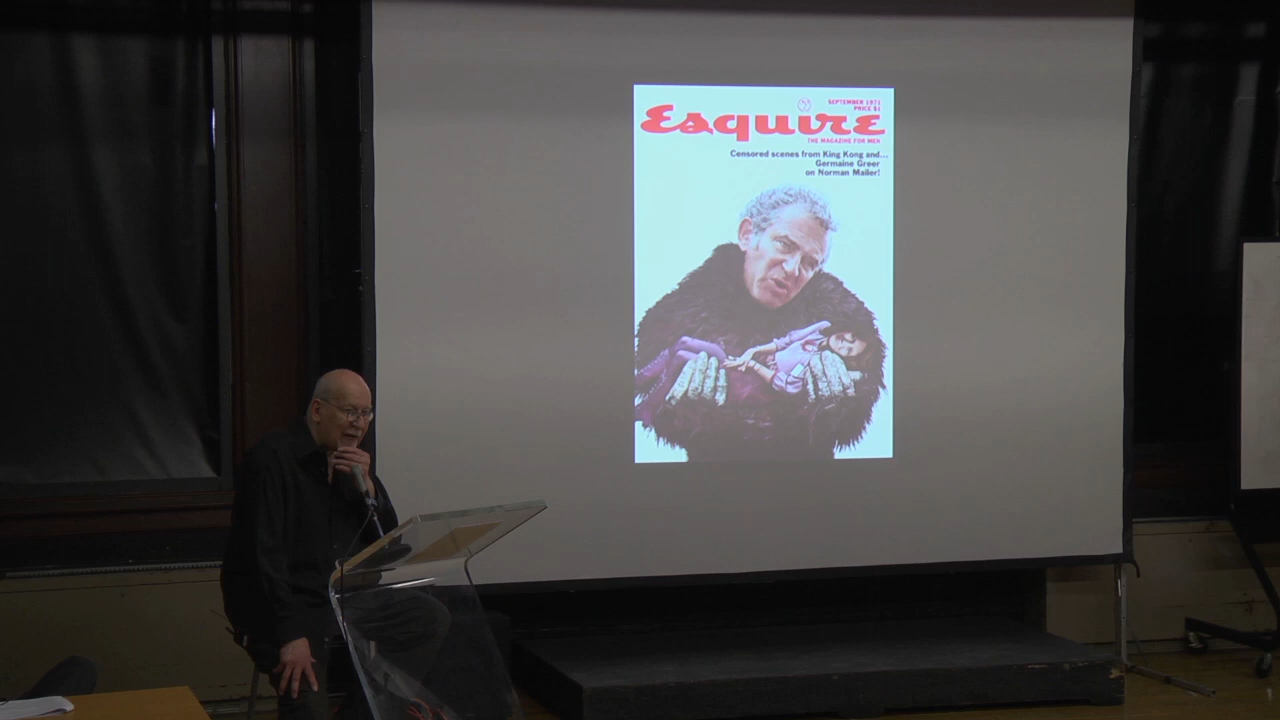 SEPTEMBER 1971
PRICE $1
Esquire
THE MAGAZINE FOR MEN
Censored scenes from King Kong and...
Germaine Greer
on Norman Mailer!